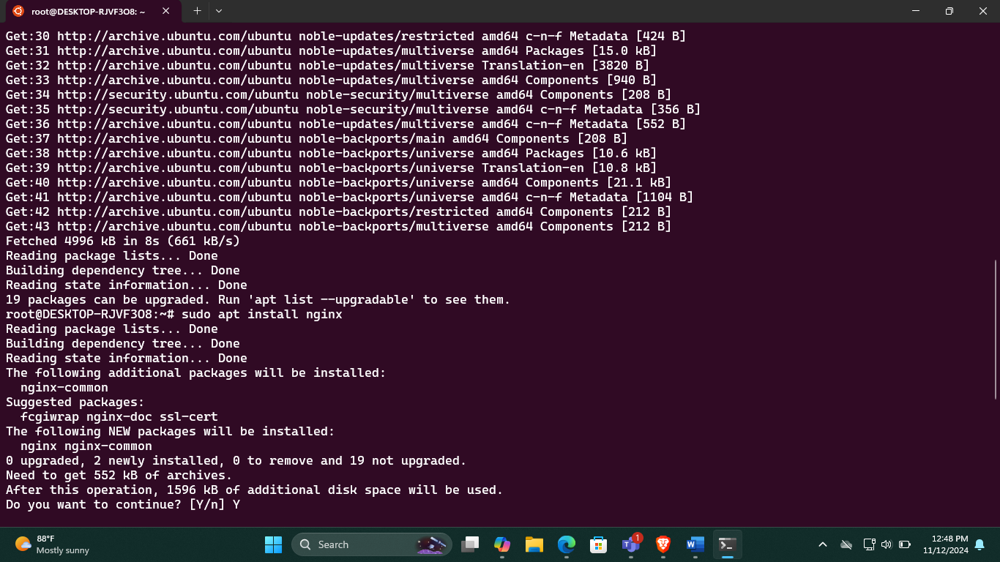 root@DESKTOP-RJVF3O8: ~
Get:30 http://archive.ubuntu.com/ubuntu noble-updates/restricted amd64 c-n-f Metadata [424 B]
Get:31 http://archive.ubuntu.com/ubuntu noble-updates/multiverse amd64 Packages [15.0 kB]
Get:32 http://archive.ubuntu.com/ubuntu noble-updates/multiverse Translation-en [3820 B]
Get:33 http://archive.ubuntu.com/ubuntu noble-updates/multiverse amd64 Components [940 B]
Get:34 http://security.ubuntu.com/ubuntu noble-security/multiverse amd64 Components [208 B]
Get:35 http://security.ubuntu.com/ubuntu noble-security/multiverse amd64 c-n-f Metadata [356 B]
Get:36 http://archive.ubuntu.com/ubuntu noble-updates/multiverse amd64 c-n-f Metadata [552 B]
Get:37 http://archive.ubuntu.com/ubuntu noble-backports/main amd64 Components [208 B]
Get:38 http://archive.ubuntu.com/ubuntu noble-backports/universe amd64 Packages [10.6 kB]
Get:39 http://archive.ubuntu.com/ubuntu noble-backports/universe Translation-en [10.8 kB]
Get:40 http://archive.ubuntu.com/ubuntu noble-backports/universe amd64 Components [21.1 kB]
Get:41 http://archive.ubuntu.com/ubuntu noble-backports/universe amd64 c-n-f Metadata [1104 B]
Get:42 http://archive.ubuntu.com/ubuntu noble-backports/restricted amd64 Components [212 B]
Get:43 http://archive.ubuntu.com/ubuntu noble-backports/multiverse amd64 Components [212 B]
Fetched 4996 kB in 8s (661 kB/s)
Reading package lists... Done
Building dependency tree... Done
Reading state information... Done
19 packages can be upgraded. Run 'apt list --upgradable' to see them.
root@DESKTOP-RJVF3O8:~# sudo apt install nginx
Reading package lists... Done
Building dependency tree... Done
Reading state information... Done
The following additional packages will be installed:
  nginx-common
Suggested packages:
  fcgiwrap nginx-doc ssl-cert
The following NEW packages will be installed:
  nginx nginx-common
0 upgraded, 2 newly installed, 0 to remove and 19 not upgraded.
Need to get 552 kB of archives.
After this operation, 1596 kB of additional disk space will be used.
Do you want to continue? [Y/n] Y
88°F
Mostly sunny
Search
1
12:48 PM
11/12/2024